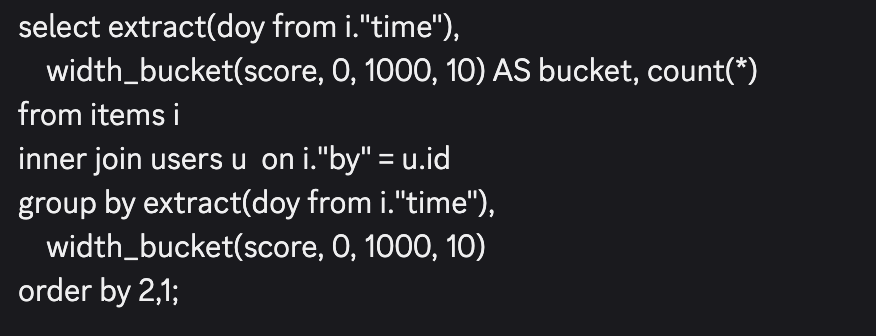 select extract(doy from i."time"),
    width_bucket(score, 0, 1000, 10) AS bucket, count(*)
from items i
inner join users u  on i."by" = u.id
group by extract(doy from i."time"),
    width_bucket(score, 0, 1000, 10)
order by 2,1;